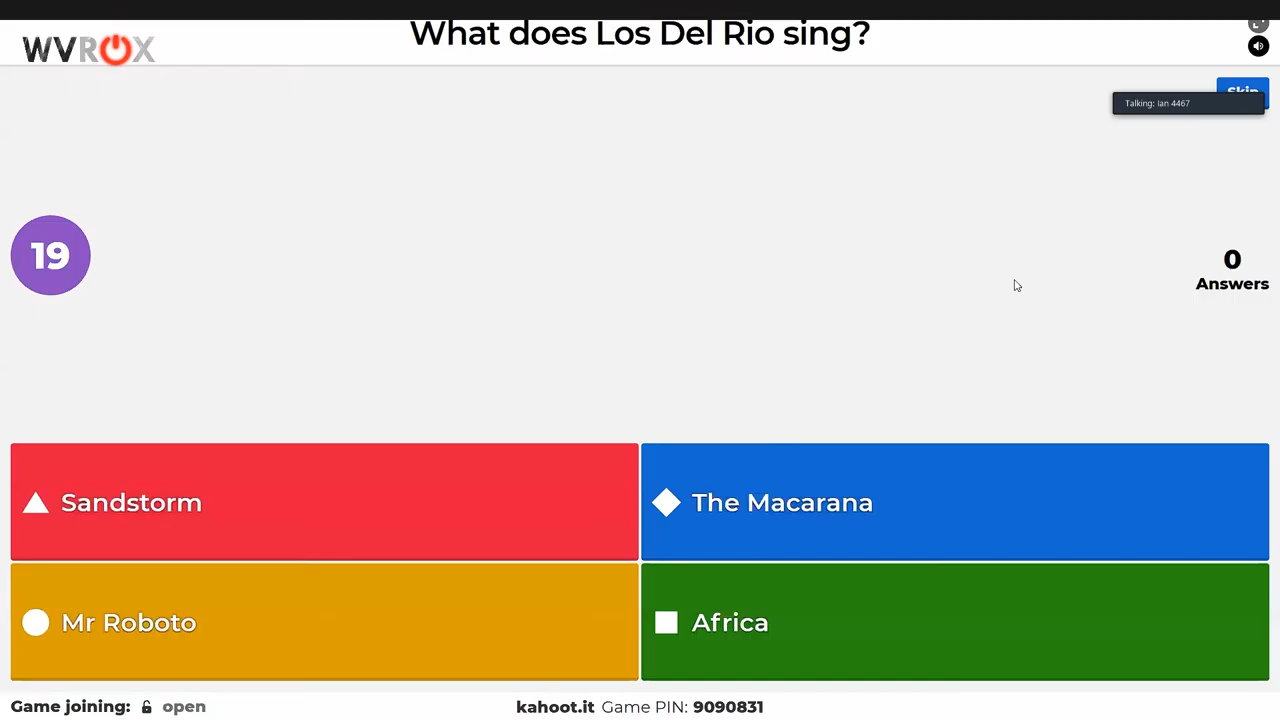 What does Los Del Rio sing?
WVROX
Skip
Talking: Ian 4467
19
0
Answers
Sandstorm
The Macarana
Mr Roboto
Africa
Game joining: open
kahoot.it Game PIN: 9090831